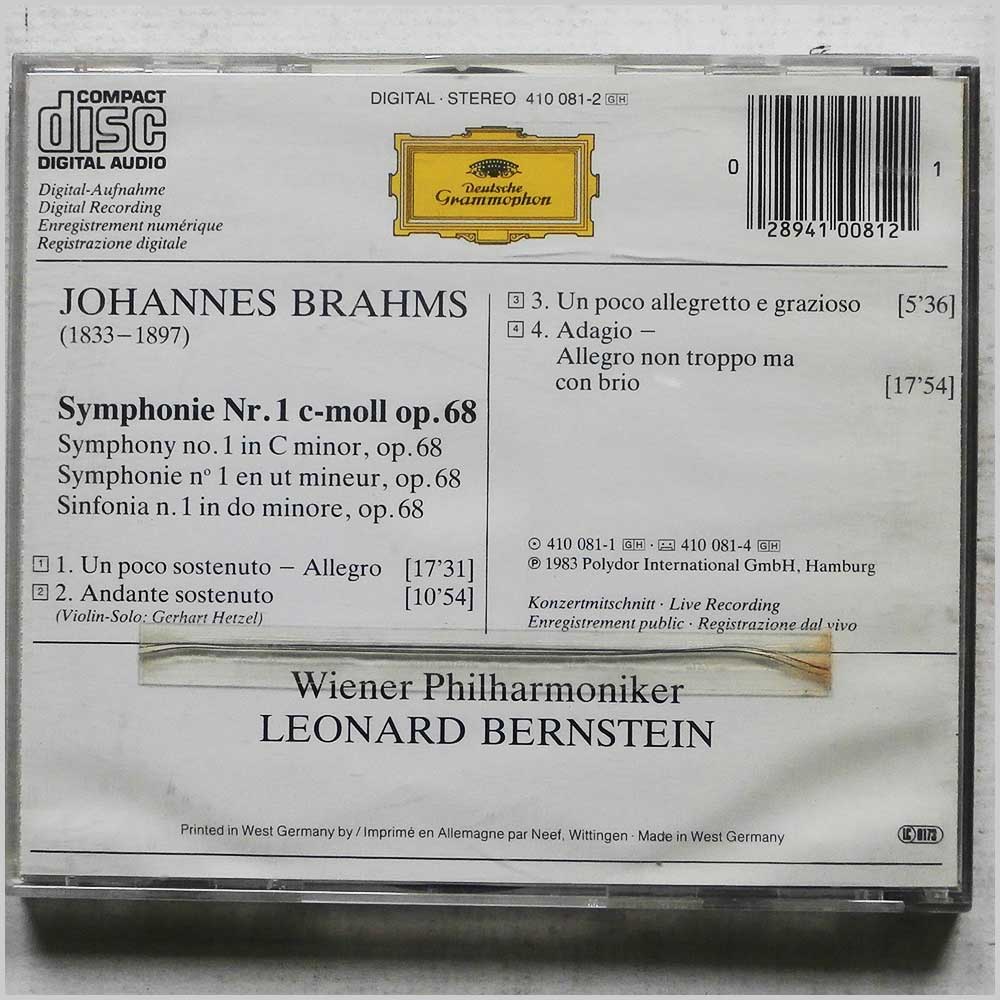 COMPACT
disc
DIGITAL AUDIO
Digital-Aufnahme
Digital Recording
Enregistrement numérique
Registrazione digitale
DIGITAL · STEREO 410 081-2 GH
Deutsche
Grammophon
0 28941 00812 1
JOHANNES BRAHMS
(1833–1897)
Symphonie Nr. 1 c-moll op. 68
Symphony no. 1 in C minor, op. 68
Symphonie nº 1 en ut mineur, op. 68
Sinfonia n. 1 in do minore, op. 68
1 1. Un poco sostenuto – Allegro [17'31]
2 2. Andante sostenuto [10'54]
(Violin-Solo: Gerhart Hetzel)
3 3. Un poco allegretto e grazioso [5'36]
4 4. Adagio –
Allegro non troppo ma
con brio [17'54]
410 081-1 GH · 410 081-4 GH
℗ 1983 Polydor International GmbH, Hamburg
Konzertmitschnitt · Live Recording
Enregistrement public · Registrazione dal vivo
Wiener Philharmoniker
LEONARD BERNSTEIN
Printed in West Germany by / Imprimé en Allemagne par Neef, Wittingen · Made in West Germany
LC 0173